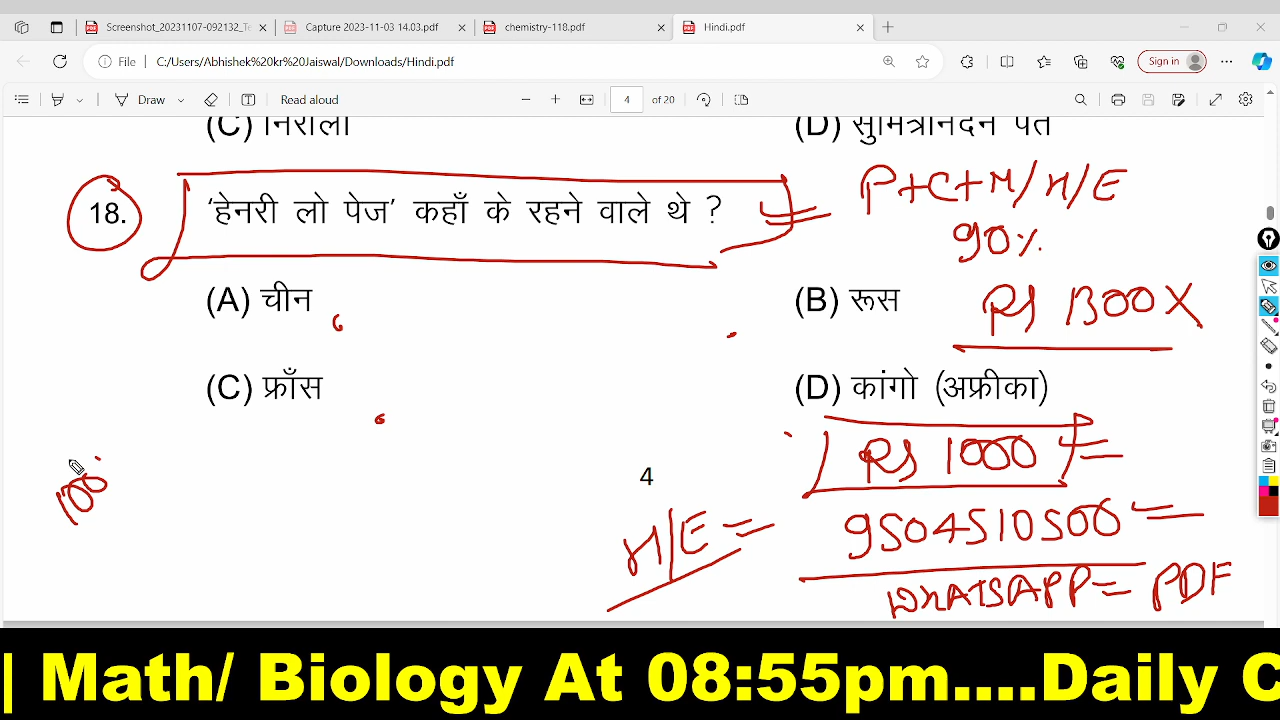 Screenshot_20231107-092132_Te
Capture 2023-11-03 14.03.pdf
chemistry-118.pdf
Hindi.pdf
File
C:/Users/Abhishek%20kr%20Jaiswal/Downloads/Hindi.pdf
Sign in
Draw
Read aloud
4 of 20
(C) निराला
(D) सुमित्रानंदन पंत
18. 'हेनरी लो पेज' कहाँ के रहने वाले थे ?
P+C+M/H/E
90%
(A) चीन
(B) रूस
Rs 1300 X
(C) फ्राँस
(D) कांगो (अफ्रीका)
Rs 1000 =
100
4
H/E =
9504510500 =
WHATSAPP = PDF
| Math/ Biology At 08:55pm....Daily C